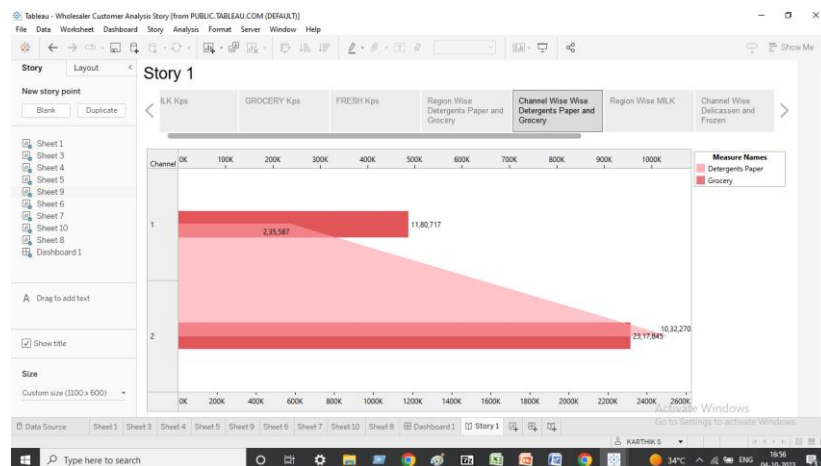 Tableau - Wholesaler Customer Analysis Story [from PUBLIC.TABLEAU.COM (DEFAULT)]
File Data Worksheet Dashboard Story Analysis Format Server Window Help
Show Me
Story Layout
New story point
Blank Duplicate
Sheet 1
Sheet 3
Sheet 4
Sheet 5
Sheet 9
Sheet 6
Sheet 7
Sheet 10
Sheet 8
Dashboard 1
Drag to add text
Show title
Size
Custom size (1100 x 600)
Story 1
ILK Kps
GROCERY Kps
FRESH Kps
Region Wise
Detergents Paper and
Grocery
Channel Wise Wise
Detergents Paper and
Grocery
Region Wise MILK
Channel Wise
Delicassen and
Frozen
Channel 0K 100K 200K 300K 400K 500K 600K 700K 800K 900K 1000K
1
2,35,587
11,80,717
2
10,32,270
23,17,845
0K 200K 400K 600K 800K 1000K 1200K 1400K 1600K 1800K 2000K 2200K 2400K 2600K
Measure Names
Detergents Paper
Grocery
Activate Windows
Go to Settings to activate Windows.
Data Source Sheet 1 Sheet 3 Sheet 4 Sheet 5 Sheet 9 Sheet 6 Sheet 7 Sheet 10 Sheet 8 Dashboard 1 Story 1
KARTHIK S
Type here to search
34°C ENG
16:56
04-10-2023